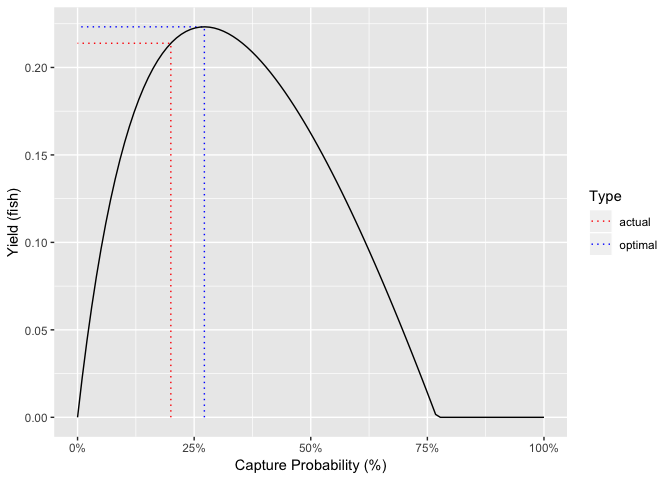 0.20
0.15
0.10
0.05
0.00
Yield (fish)
0%
25%
50%
75%
100%
Capture Probability (%)
Type
actual
optimal